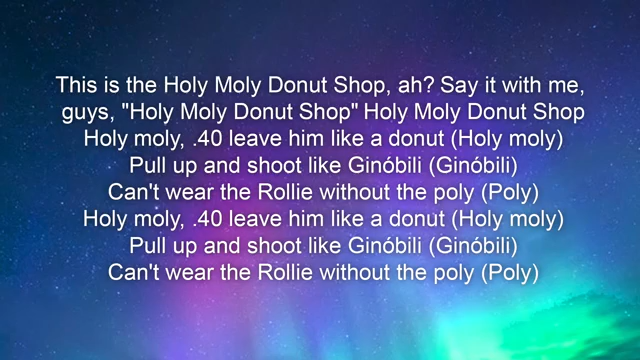 This is the Holy Moly Donut Shop, ah? Say it with me,
guys, "Holy Moly Donut Shop" Holy Moly Donut Shop
Holy moly, .40 leave him like a donut (Holy moly)
Pull up and shoot like Ginóbili (Ginóbili)
Can't wear the Rollie without the poly (Poly)
Holy moly, .40 leave him like a donut (Holy moly)
Pull up and shoot like Ginóbili (Ginóbili)
Can't wear the Rollie without the poly (Poly)